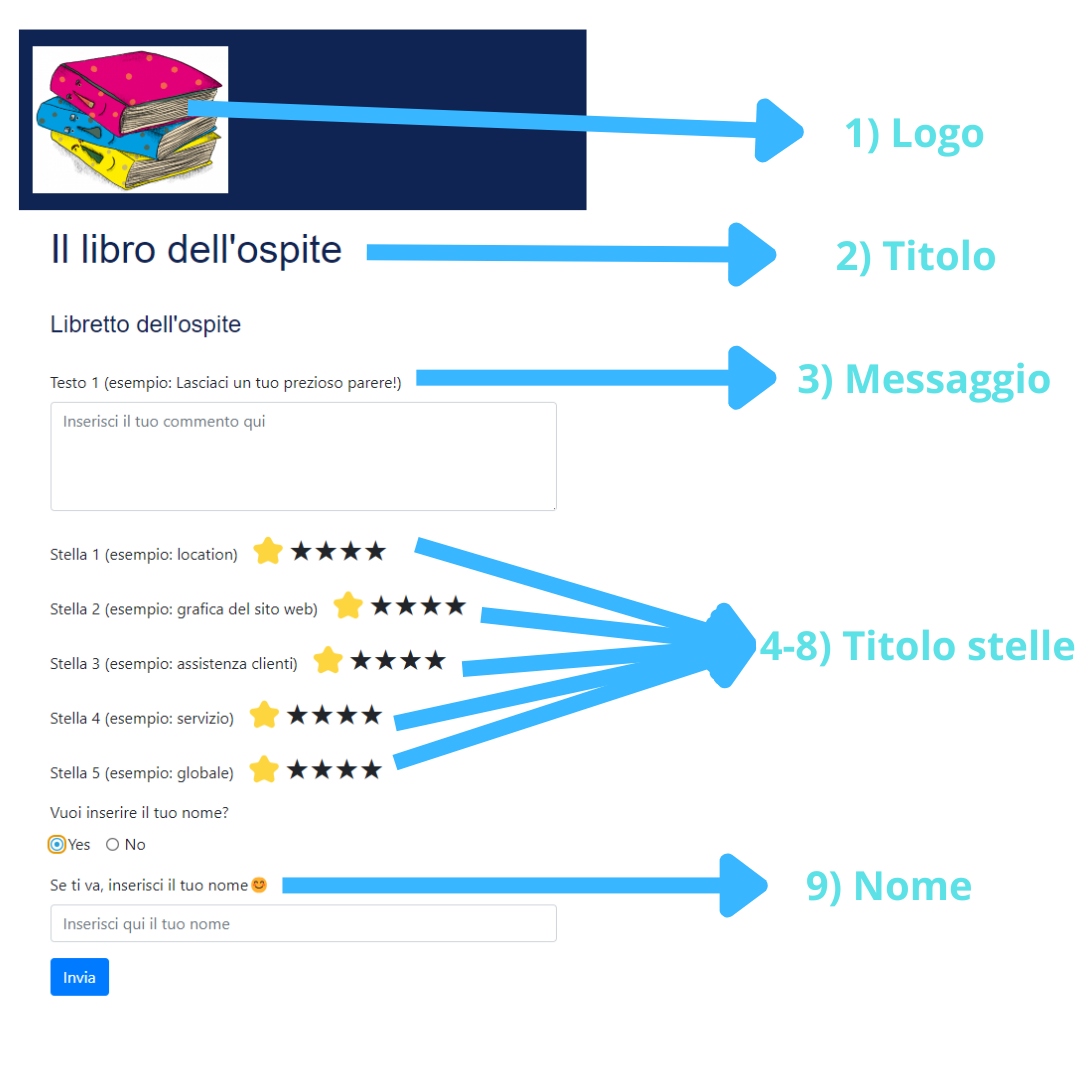 1) Logo
Il libro dell'ospite
2) Titolo
Libretto dell'ospite
Testo 1 (esempio: Lasciaci un tuo prezioso parere!)
3) Messaggio
Inserisci il tuo commento qui
Stella 1 (esempio: location)
Stella 2 (esempio: grafica del sito web)
4-8) Titolo stelle
Stella 3 (esempio: assistenza clienti)
Stella 4 (esempio: servizio)
Stella 5 (esempio: globale)
Vuoi inserire il tuo nome?
Yes No
Se ti va, inserisci il tuo nome😊
9) Nome
Inserisci qui il tuo nome
Invia